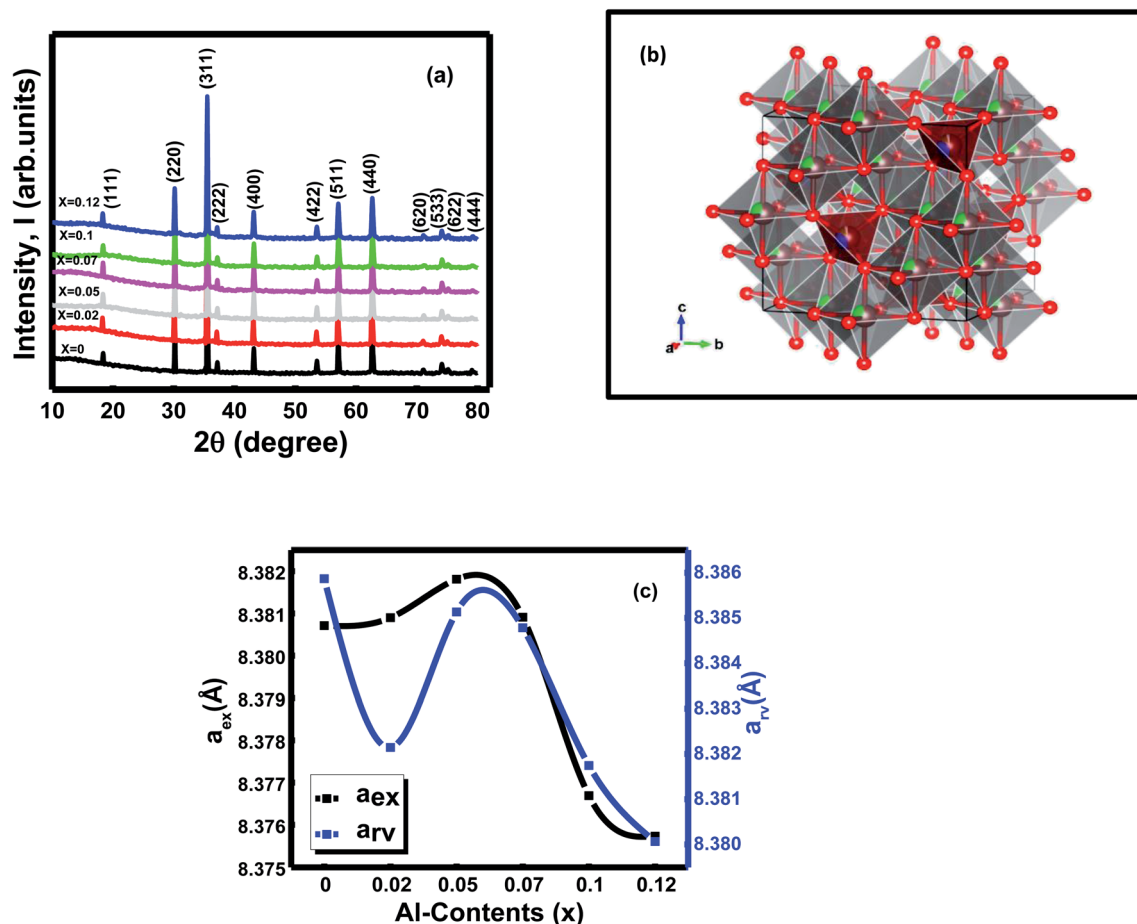 (a)
Intensity, I (arb.units)
(111)
(220)
(311)
(222)
(400)
(422)
(511)
(440)
(620)
(533)
(622)
(444)
X=0.12
X=0.1
X=0.07
X=0.05
X=0.02
X=0
10 20 30 40 50 60 70 80
2θ (degree)
(b)
c
a b
(c)
8.382
8.381
8.380
8.379
8.378
8.377
8.376
8.375
aex(Å)
8.386
8.385
8.384
8.383
8.382
8.381
8.380
arv(Å)
aex
arv
0 0.02 0.05 0.07 0.1 0.12
Al-Contents (x)